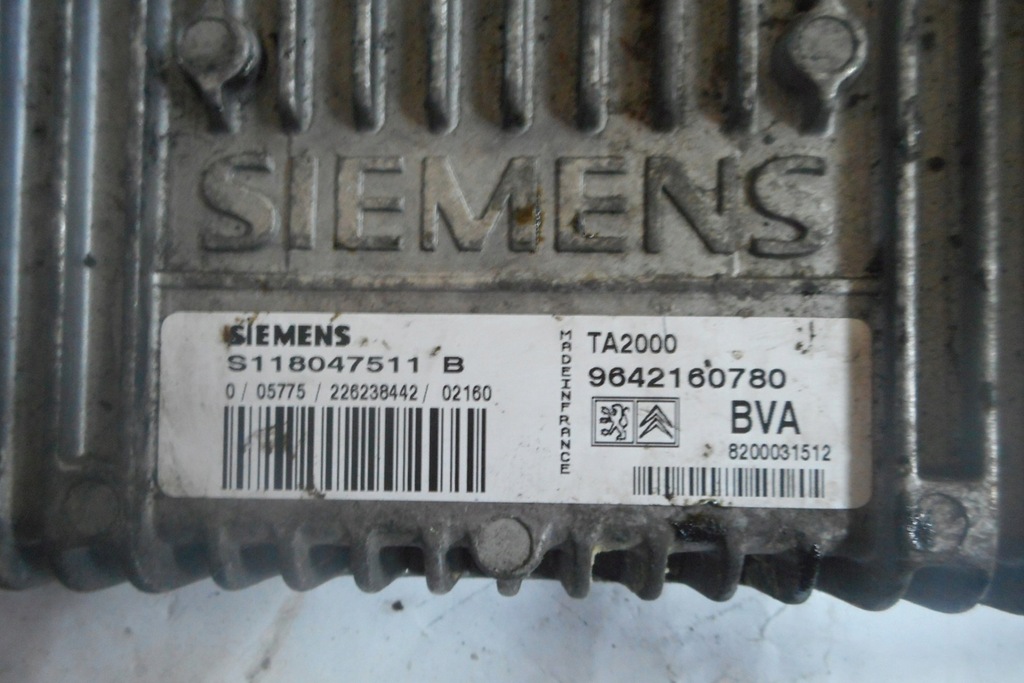 SIEMENS
SIEMENS
S118047511 B
0/ 05775 / 226238442 / 02160
MADEINFRANCE
TA2000
9642160780
BVA
8200031512